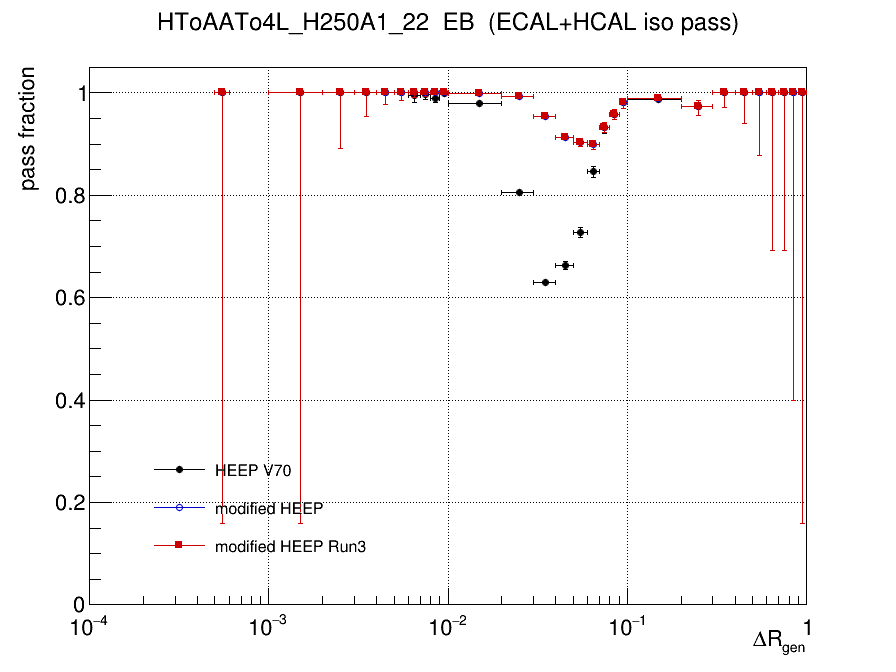 HToAATo4L_H250A1_22 EB (ECAL+HCAL iso pass)
pass fraction
1
0.8
0.6
0.4
0.2
0
HEEP V70
modified HEEP
modified HEEP Run3
10⁻⁴ 10⁻³ 10⁻² 10⁻¹ 1
ΔR_gen